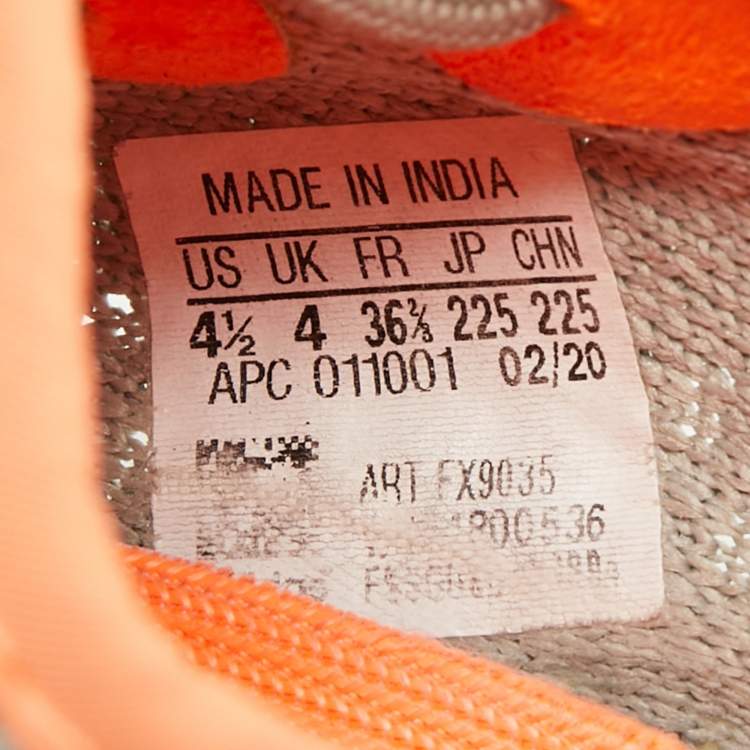 MADE IN INDIA
US UK FR JP CHN
4½ 4 36⅔ 225 225
APC 011001 02/20
ART FX9035